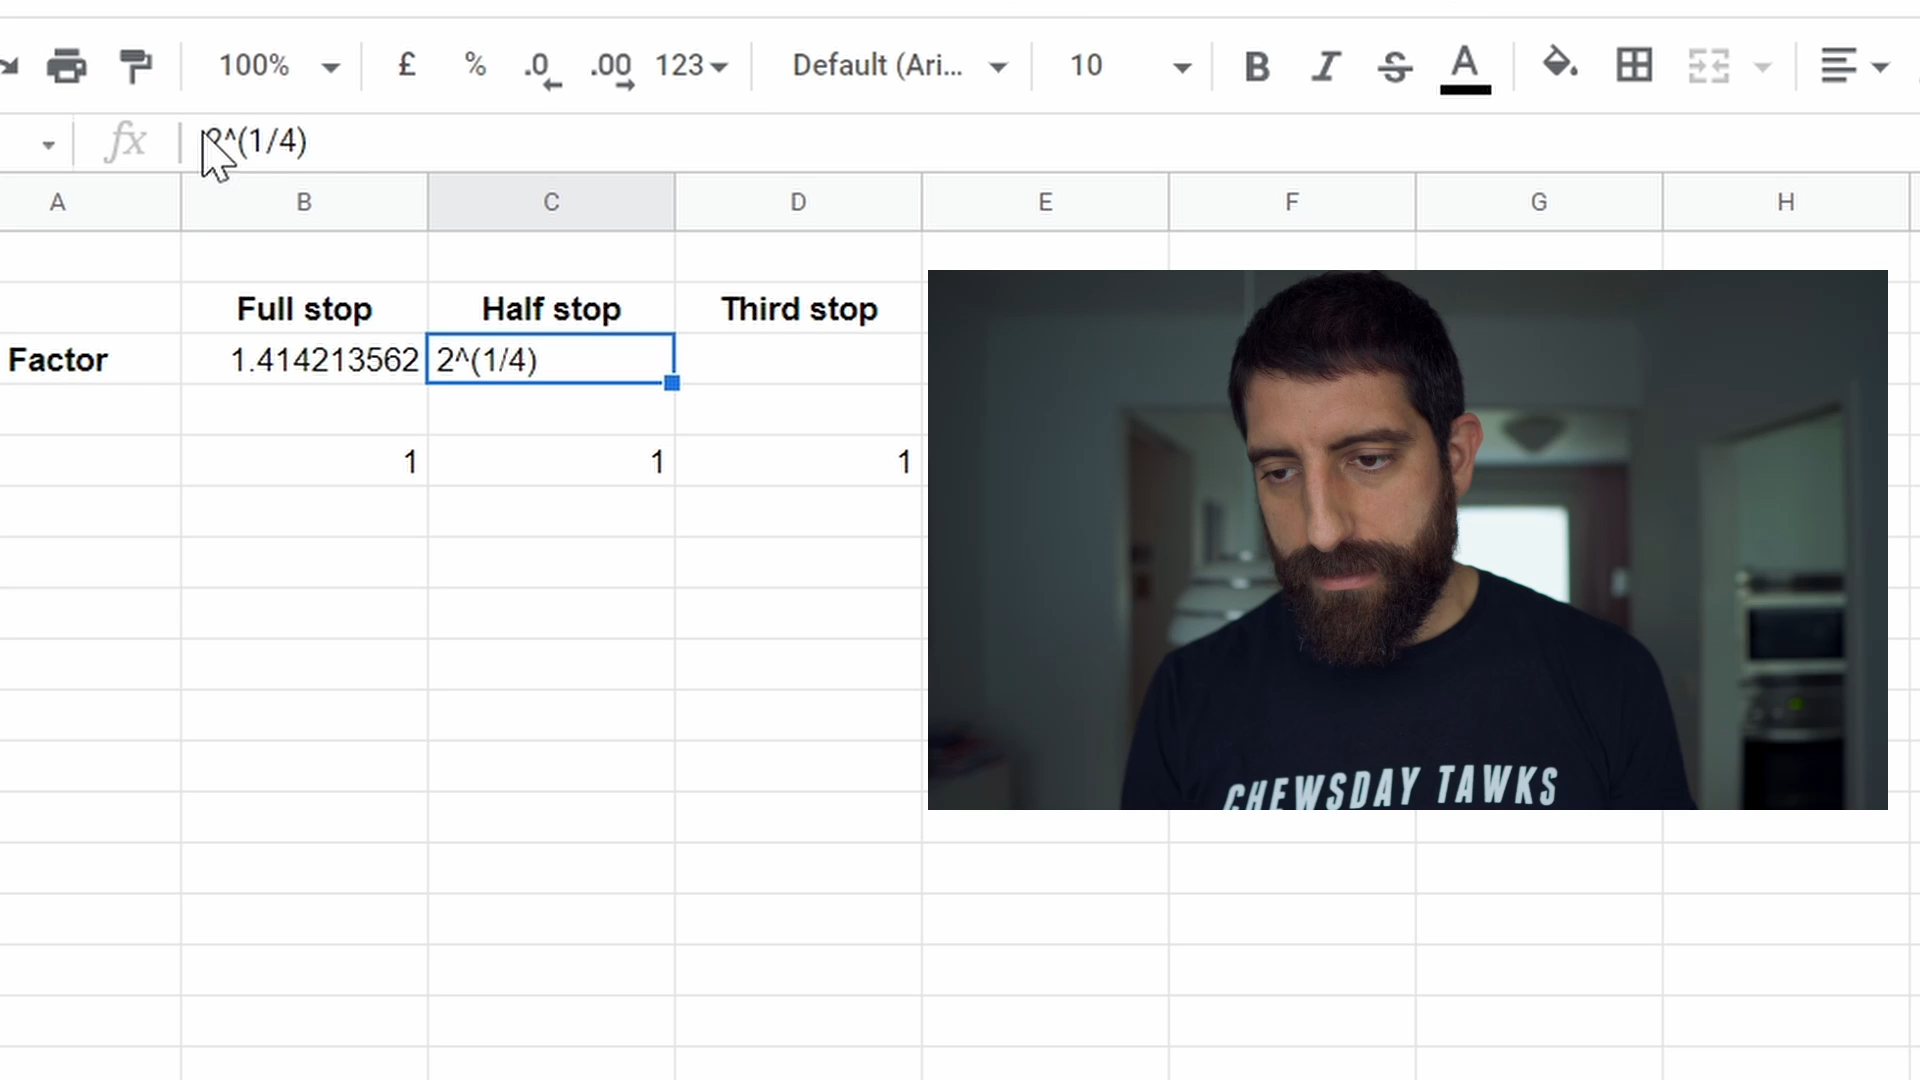 100% £ % .0 .00 123 Default (Ari... 10 B I S A
fx 2^(1/4)
A B C D E F G H
Full stop Half stop Third stop
Factor 1.414213562 2^(1/4)
1 1 1
CHEWSDAY TAWKS